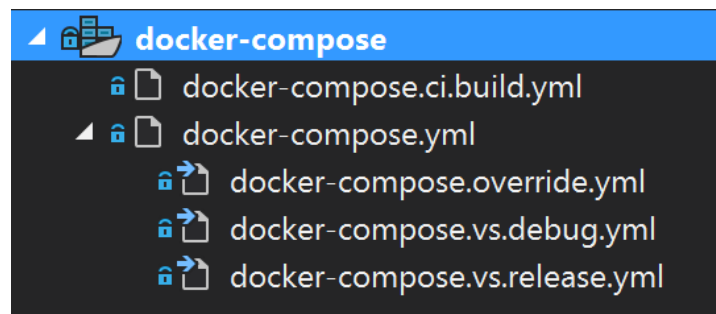 docker-compose
docker-compose.ci.build.yml
docker-compose.yml
docker-compose.override.yml
docker-compose.vs.debug.yml
docker-compose.vs.release.yml